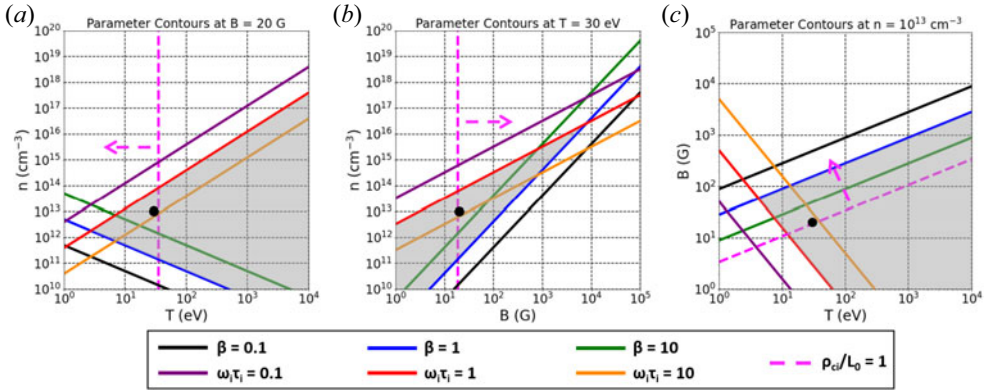 (a) Parameter Contours at B = 20 G
n (cm⁻³)
10²⁰
10¹⁹
10¹⁸
10¹⁷
10¹⁶
10¹⁵
10¹⁴
10¹³
10¹²
10¹¹
10¹⁰
10⁰ 10¹ 10² 10³ 10⁴
T (eV)
(b) Parameter Contours at T = 30 eV
n (cm⁻³)
10²⁰
10¹⁹
10¹⁸
10¹⁷
10¹⁶
10¹⁵
10¹⁴
10¹³
10¹²
10¹¹
10¹⁰
10⁰ 10¹ 10² 10³ 10⁴ 10⁵
B (G)
(c) Parameter Contours at n = 10¹³ cm−3
B (G)
10⁵
10⁴
10³
10²
10¹
10⁰
10⁰ 10¹ 10² 10³ 10⁴
T (eV)
β = 0.1 β = 1 β = 10 ρci/L₀ = 1
ωᵢτᵢ = 0.1 ωᵢτᵢ = 1 ωᵢτᵢ = 10